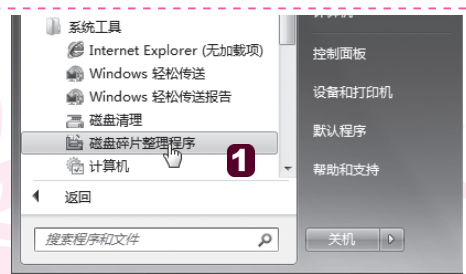 系统工具
Internet Explorer (无加载项)
Windows 轻松传送
Windows 轻松传送报告
磁盘清理
磁盘碎片整理程序
计算机
返回
搜索程序和文件
控制面板
设备和打印机
默认程序
帮助和支持
关机
1